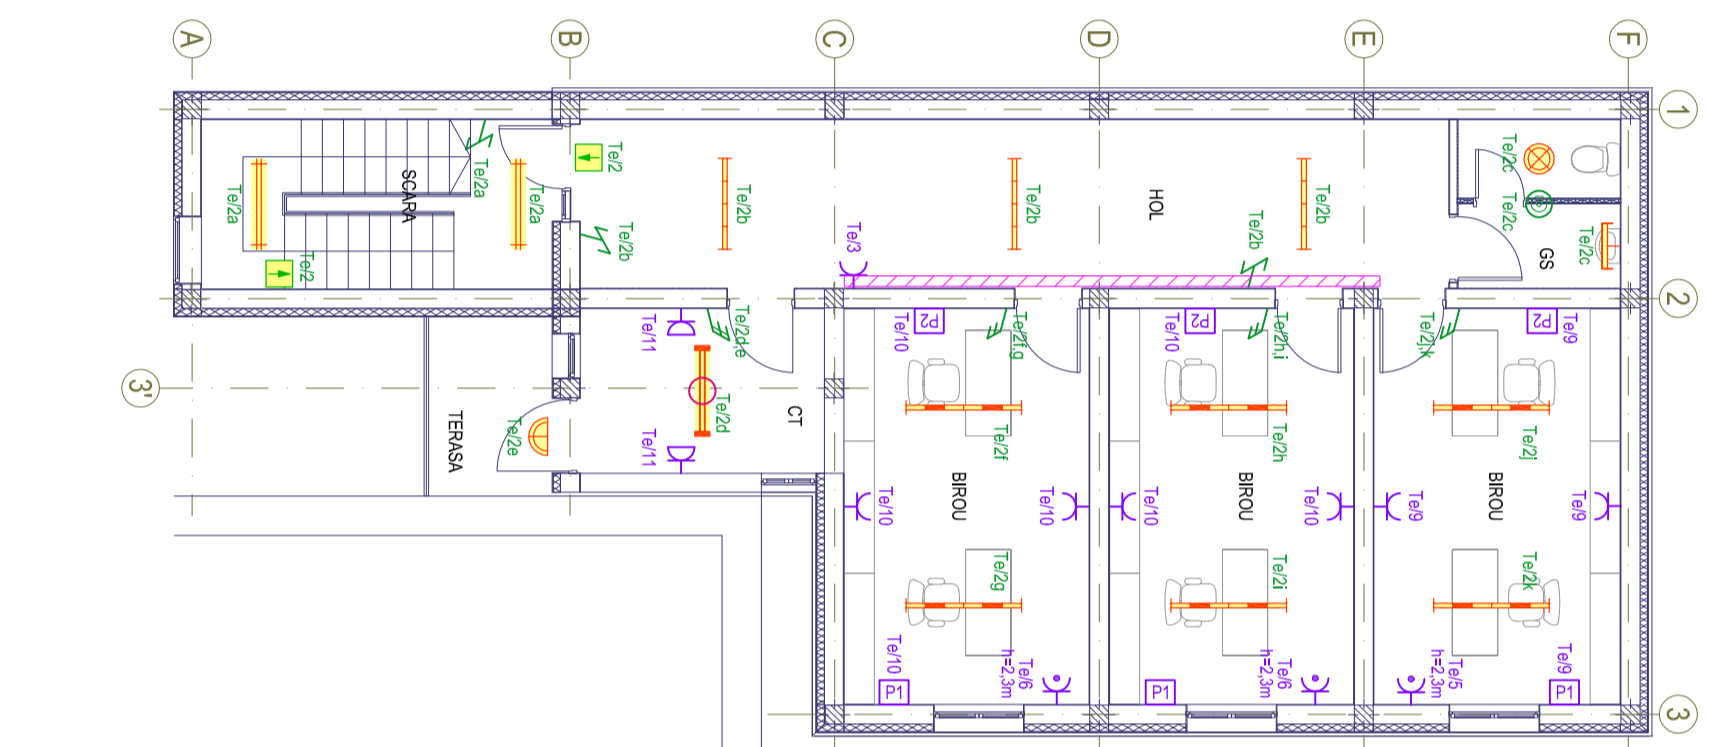 A
B
C
D
E
F
1
2
3
3'
Te/2a
SCARA
Te/2a
Te/2a
Te/2
Te/2
Te/2b
Te/2b
Te/2b
Te/2b
Te/2b
HOL
Te/3
Te/2c
Te/2c
Te/2c
GS
Te/11
Te/2d,e
Te/2d
CT
Te/11
TERASA
Te/2e
Te/10
P2
Te/2f,g
Te/2f
BIROU
Te/10
Te/10
Te/2g
Te/10
P1
Te/6
h=2,3m
Te/10
P2
Te/2h,i
Te/2h
BIROU
Te/10
Te/10
Te/2i
P1
Te/6
h=2,3m
Te/2j,k
P2
Te/9
Te/2j
BIROU
Te/9
Te/9
Te/2k
Te/5
h=2,3m
Te/9
P1